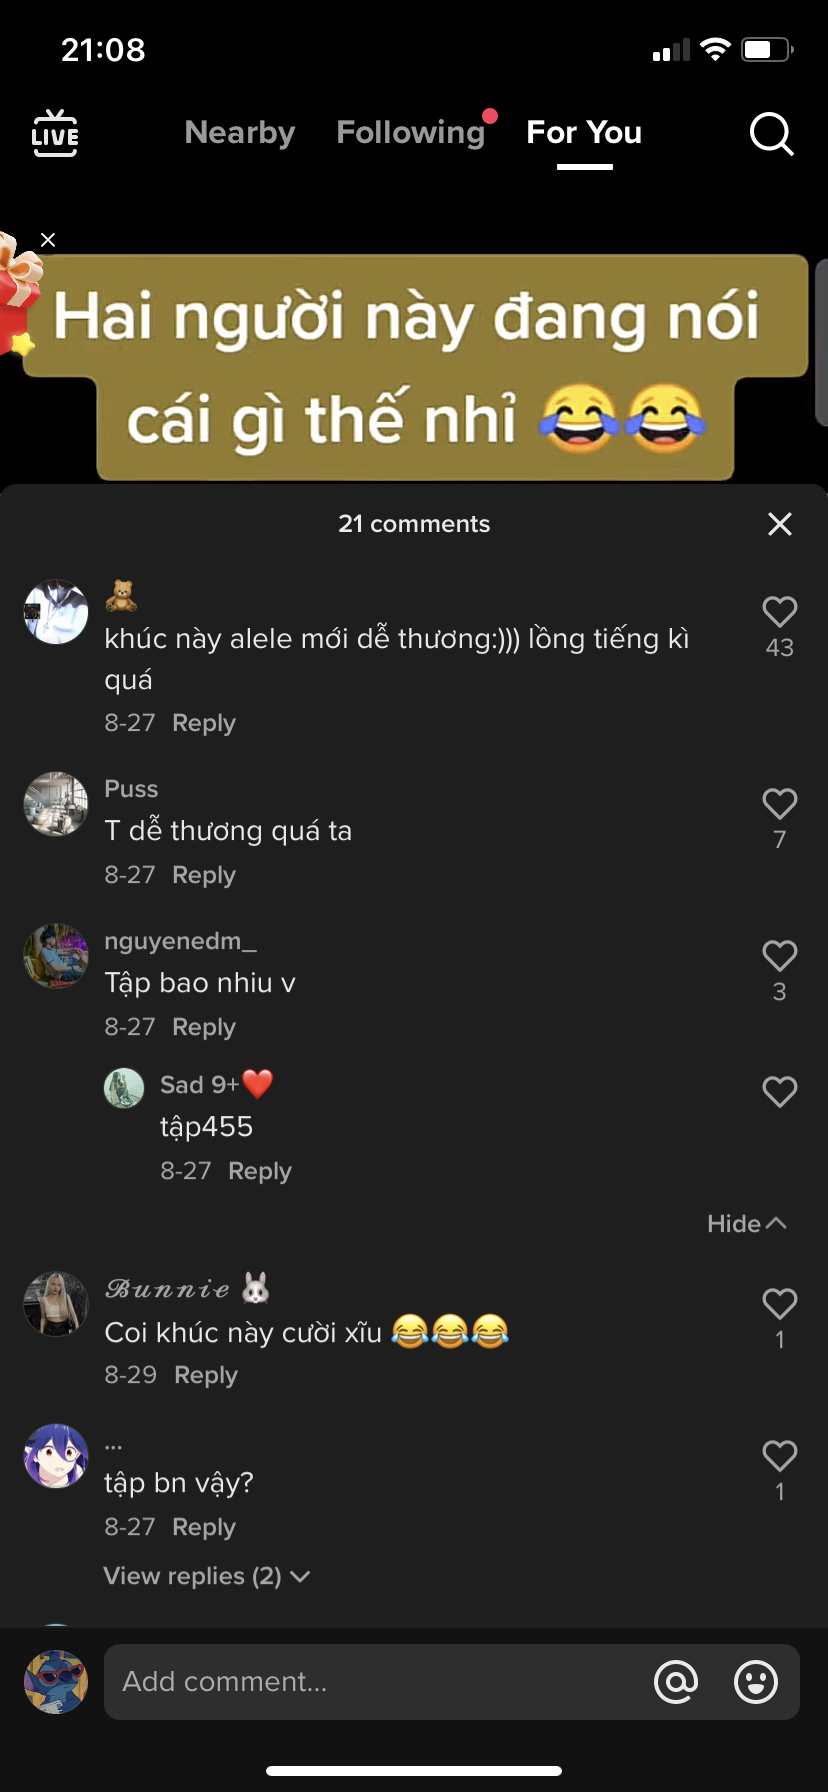 21:08
LIVE
Nearby Following For You
Hai người này đang nói
cái gì thế nhỉ 😂😂
21 comments
🧸
khúc này alele mới dễ thương:))) lồng tiếng kì
quá
43
8-27 Reply
Puss
T dễ thương quá ta
7
8-27 Reply
nguyenedm_
Tập bao nhiu v
3
8-27 Reply
Sad 9+❤️
tập455
8-27 Reply
Hide
𝓑𝓾𝓷𝓷𝓲𝓮 🐰
Coi khúc này cười xĩu 😂😂😂
1
8-29 Reply
...
tập bn vậy?
1
8-27 Reply
View replies (2)
Add comment... @